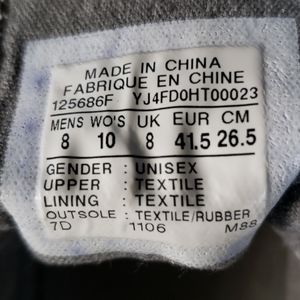 MADE IN CHINA
FABRIQUE EN CHINE
125686F YJ4FD0HT00023
MENS WO'S UK EUR CM
8 10 8 41.5 26.5
GENDER : UNISEX
UPPER : TEXTILE
LINING : TEXTILE
OUTSOLE : TEXTILE/RUBBER
7D 1106 M88